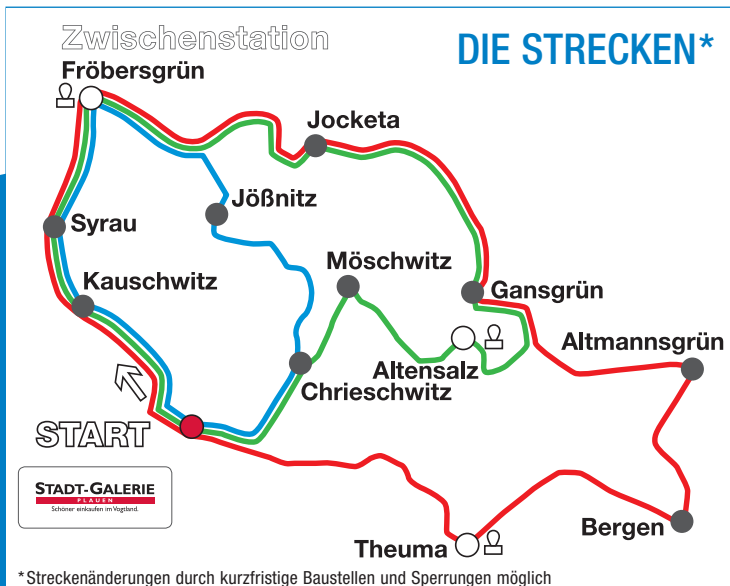 Zwischenstation
DIE STRECKEN*
Fröbersgrün
Jocketa
Jößnitz
Syrau
Möschwitz
Kauschwitz
Gansgrün
Altmannsgrün
Altensalz
Chrieschwitz
START
STADT-GALERIE
PLAUEN
Schöner einkaufen im Vogtland.
Bergen
Theuma
*Streckenänderungen durch kurzfristige Baustellen und Sperrungen möglich